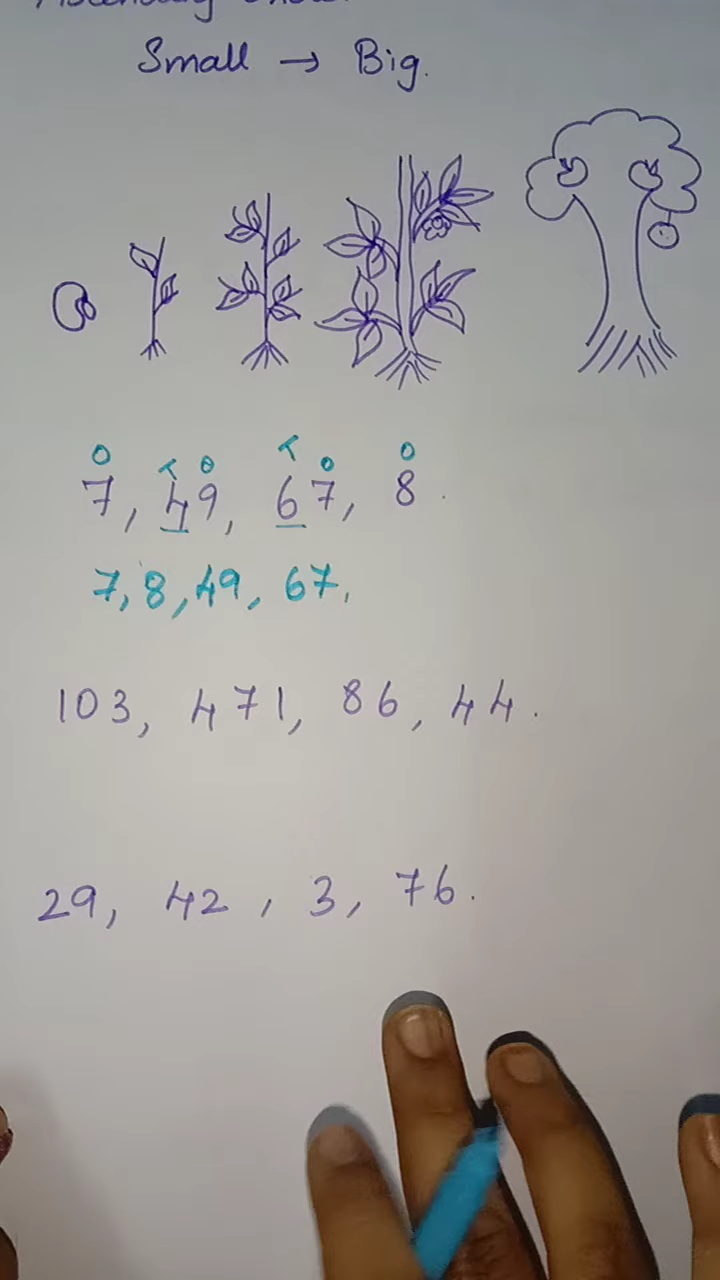 Small → Big.
O T O T O O
7, 49, 67, 8.
7, 8, 49, 67.
103, 471, 86, 44.
29, 42, 3, 76.